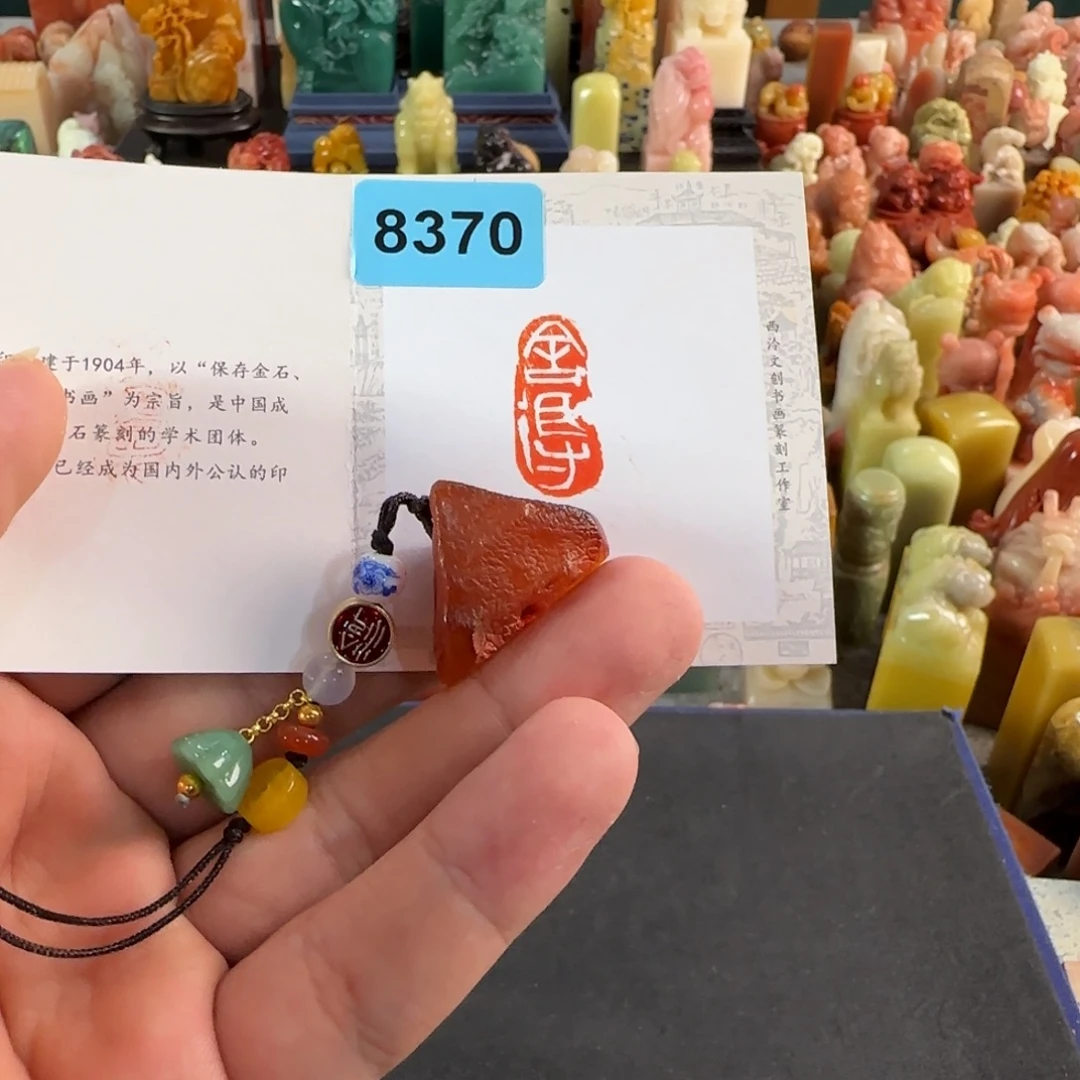 建于1904年，以“保存金石、
书画”为宗旨，是中国成
石篆刻的学术团体。
已经成为国内外公认的印
8370
西泠文创书画篆刻工作室